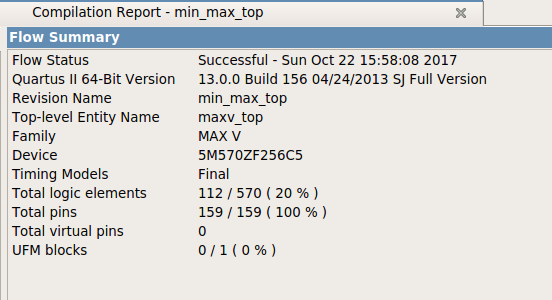 Compilation Report - min_max_top
Flow Summary
Flow Status Successful - Sun Oct 22 15:58:08 2017
Quartus II 64-Bit Version 13.0.0 Build 156 04/24/2013 SJ Full Version
Revision Name min_max_top
Top-level Entity Name maxv_top
Family MAX V
Device 5M570ZF256C5
Timing Models Final
Total logic elements 112 / 570 ( 20 % )
Total pins 159 / 159 ( 100 % )
Total virtual pins 0
UFM blocks 0 / 1 ( 0 % )